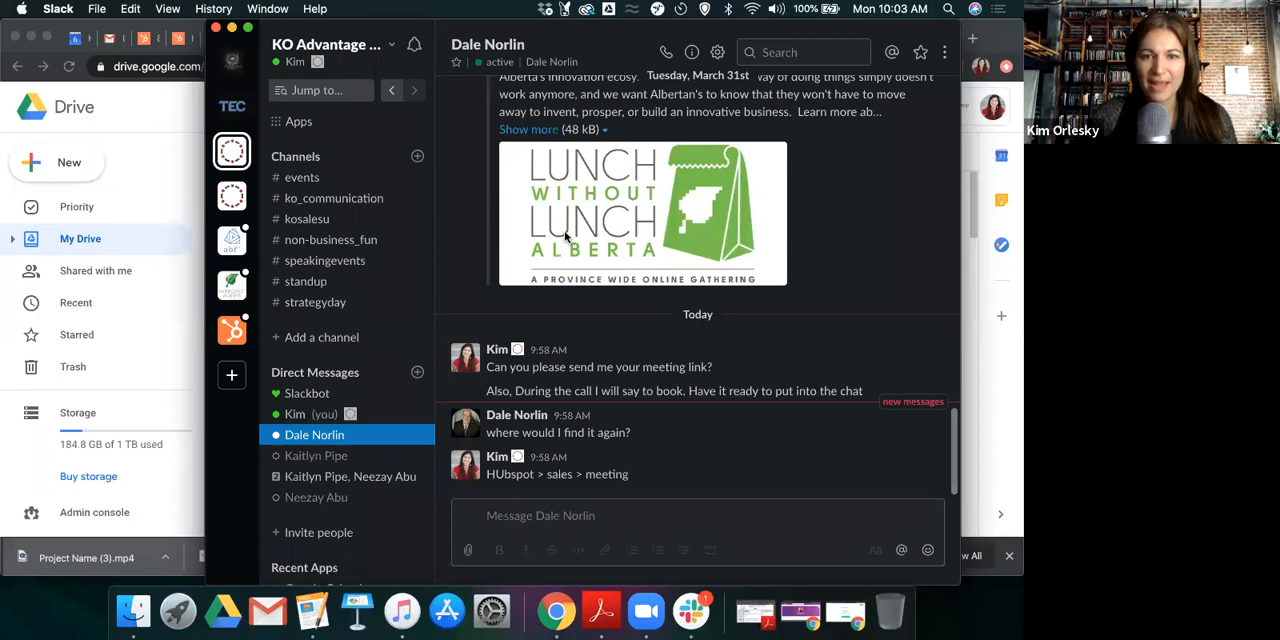 Slack File Edit View History Window Help
100% Mon 10:03 AM
drive.google.com/
Drive
New
Priority
My Drive
Shared with me
Recent
Starred
Trash
Storage
184.8 GB of 1 TB used
Buy storage
Admin console
Project Name (3).mp4
TEC
abf
KO Advantage ...
Kim
Jump to...
Apps
Channels
# events
# ko_communication
# kosalesu
# non-business_fun
# speakingevents
# standup
# strategyday
+ Add a channel
Direct Messages
Slackbot
Kim (you)
Dale Norlin
Kaitlyn Pipe
2 Kaitlyn Pipe, Neezay Abu
Neezay Abu
+ Invite people
Recent Apps
Dale Norlin
active | Dale Norlin
Search
Alberta's innovation ecosy.
Tuesday, March 31st
way of doing things simply doesn't
work anymore, and we want Albertan's to know that they won't have to move
away to invent, prosper, or build an innovative business. Learn more ab...
Show more (48 kB)
LUNCH
WITHOUT
LUNCH
ALBERTA
A PROVINCE WIDE ONLINE GATHERING
Today
Kim 9:58 AM
Can you please send me your meeting link?
Also, During the call I will say to book. Have it ready to put into the chat
new messages
Dale Norlin 9:58 AM
where would I find it again?
Kim 9:58 AM
HUbspot > sales > meeting
Message Dale Norlin
Aa
w All
Kim Orlesky
1